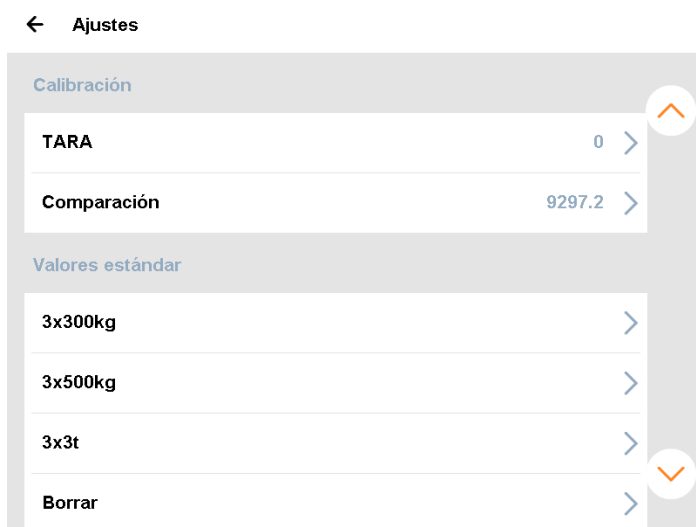 Ajustes
Calibración
TARA 0
Comparación 9297.2
Valores estándar
3x300kg
3x500kg
3x3t
Borrar